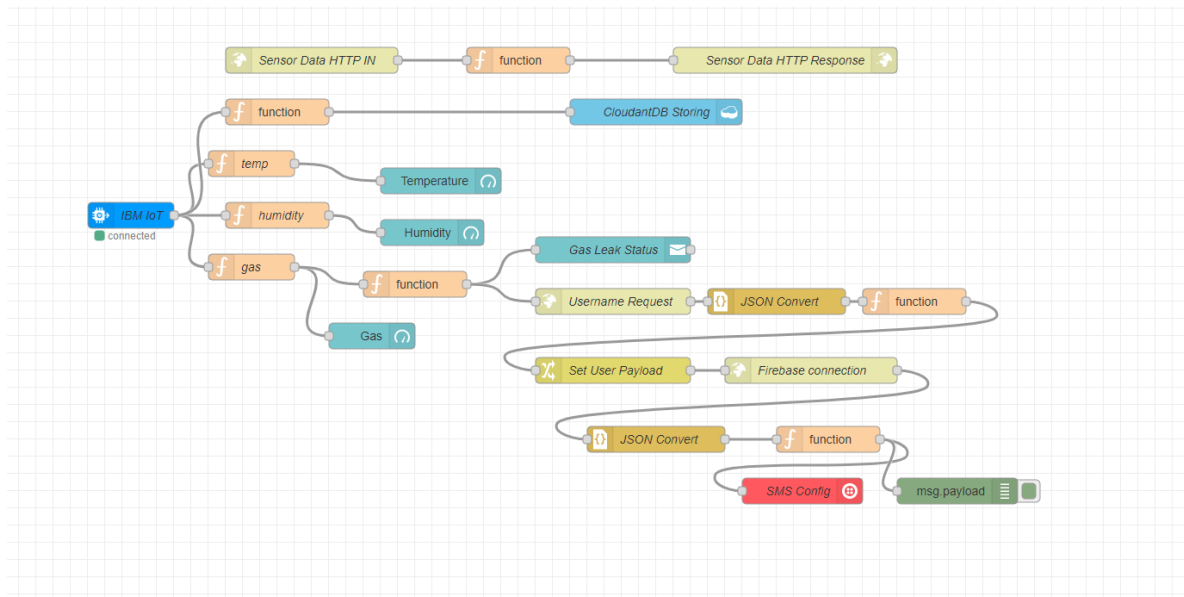 Sensor Data HTTP IN
function
Sensor Data HTTP Response
function
CloudantDB Storing
temp
Temperature
IBM IoT
connected
humidity
Humidity
gas
function
Gas Leak Status
Username Request
JSON Convert
function
Gas
Set User Payload
Firebase connection
JSON Convert
function
SMS Config
msg.payload